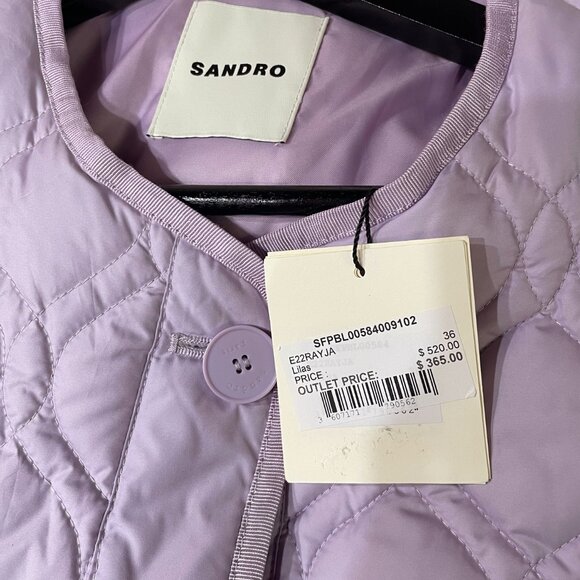 SANDRO
SFPBL00584009102
E22RAYJA 36
Lilas $ 520.00
PRICE : $ 365.00
OUTLET PRICE: